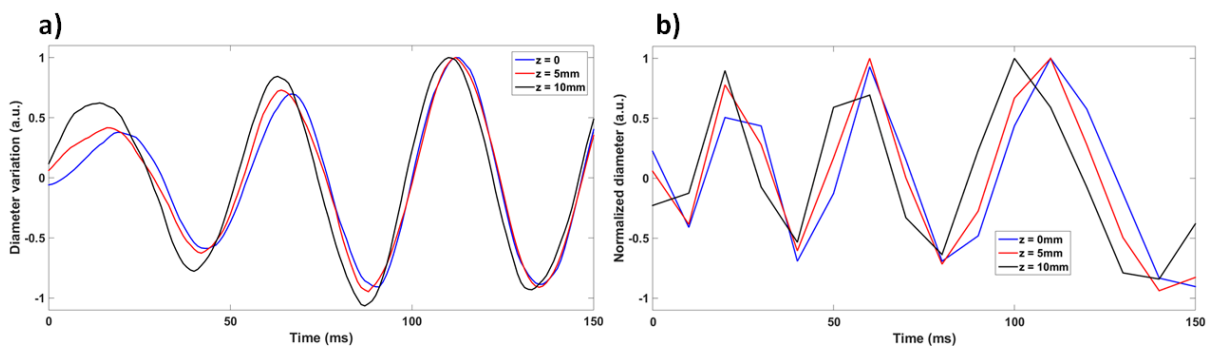 a)
Diameter variation (a.u.)
1
0.5
0
-0.5
-1
0
50
100
150
Time (ms)
z = 0
z = 5mm
z = 10mm
b)
Normalized diameter (a.u.)
1
0.5
0
-0.5
-1
0
50
100
150
Time (ms)
z = 0mm
z = 5mm
z = 10mm